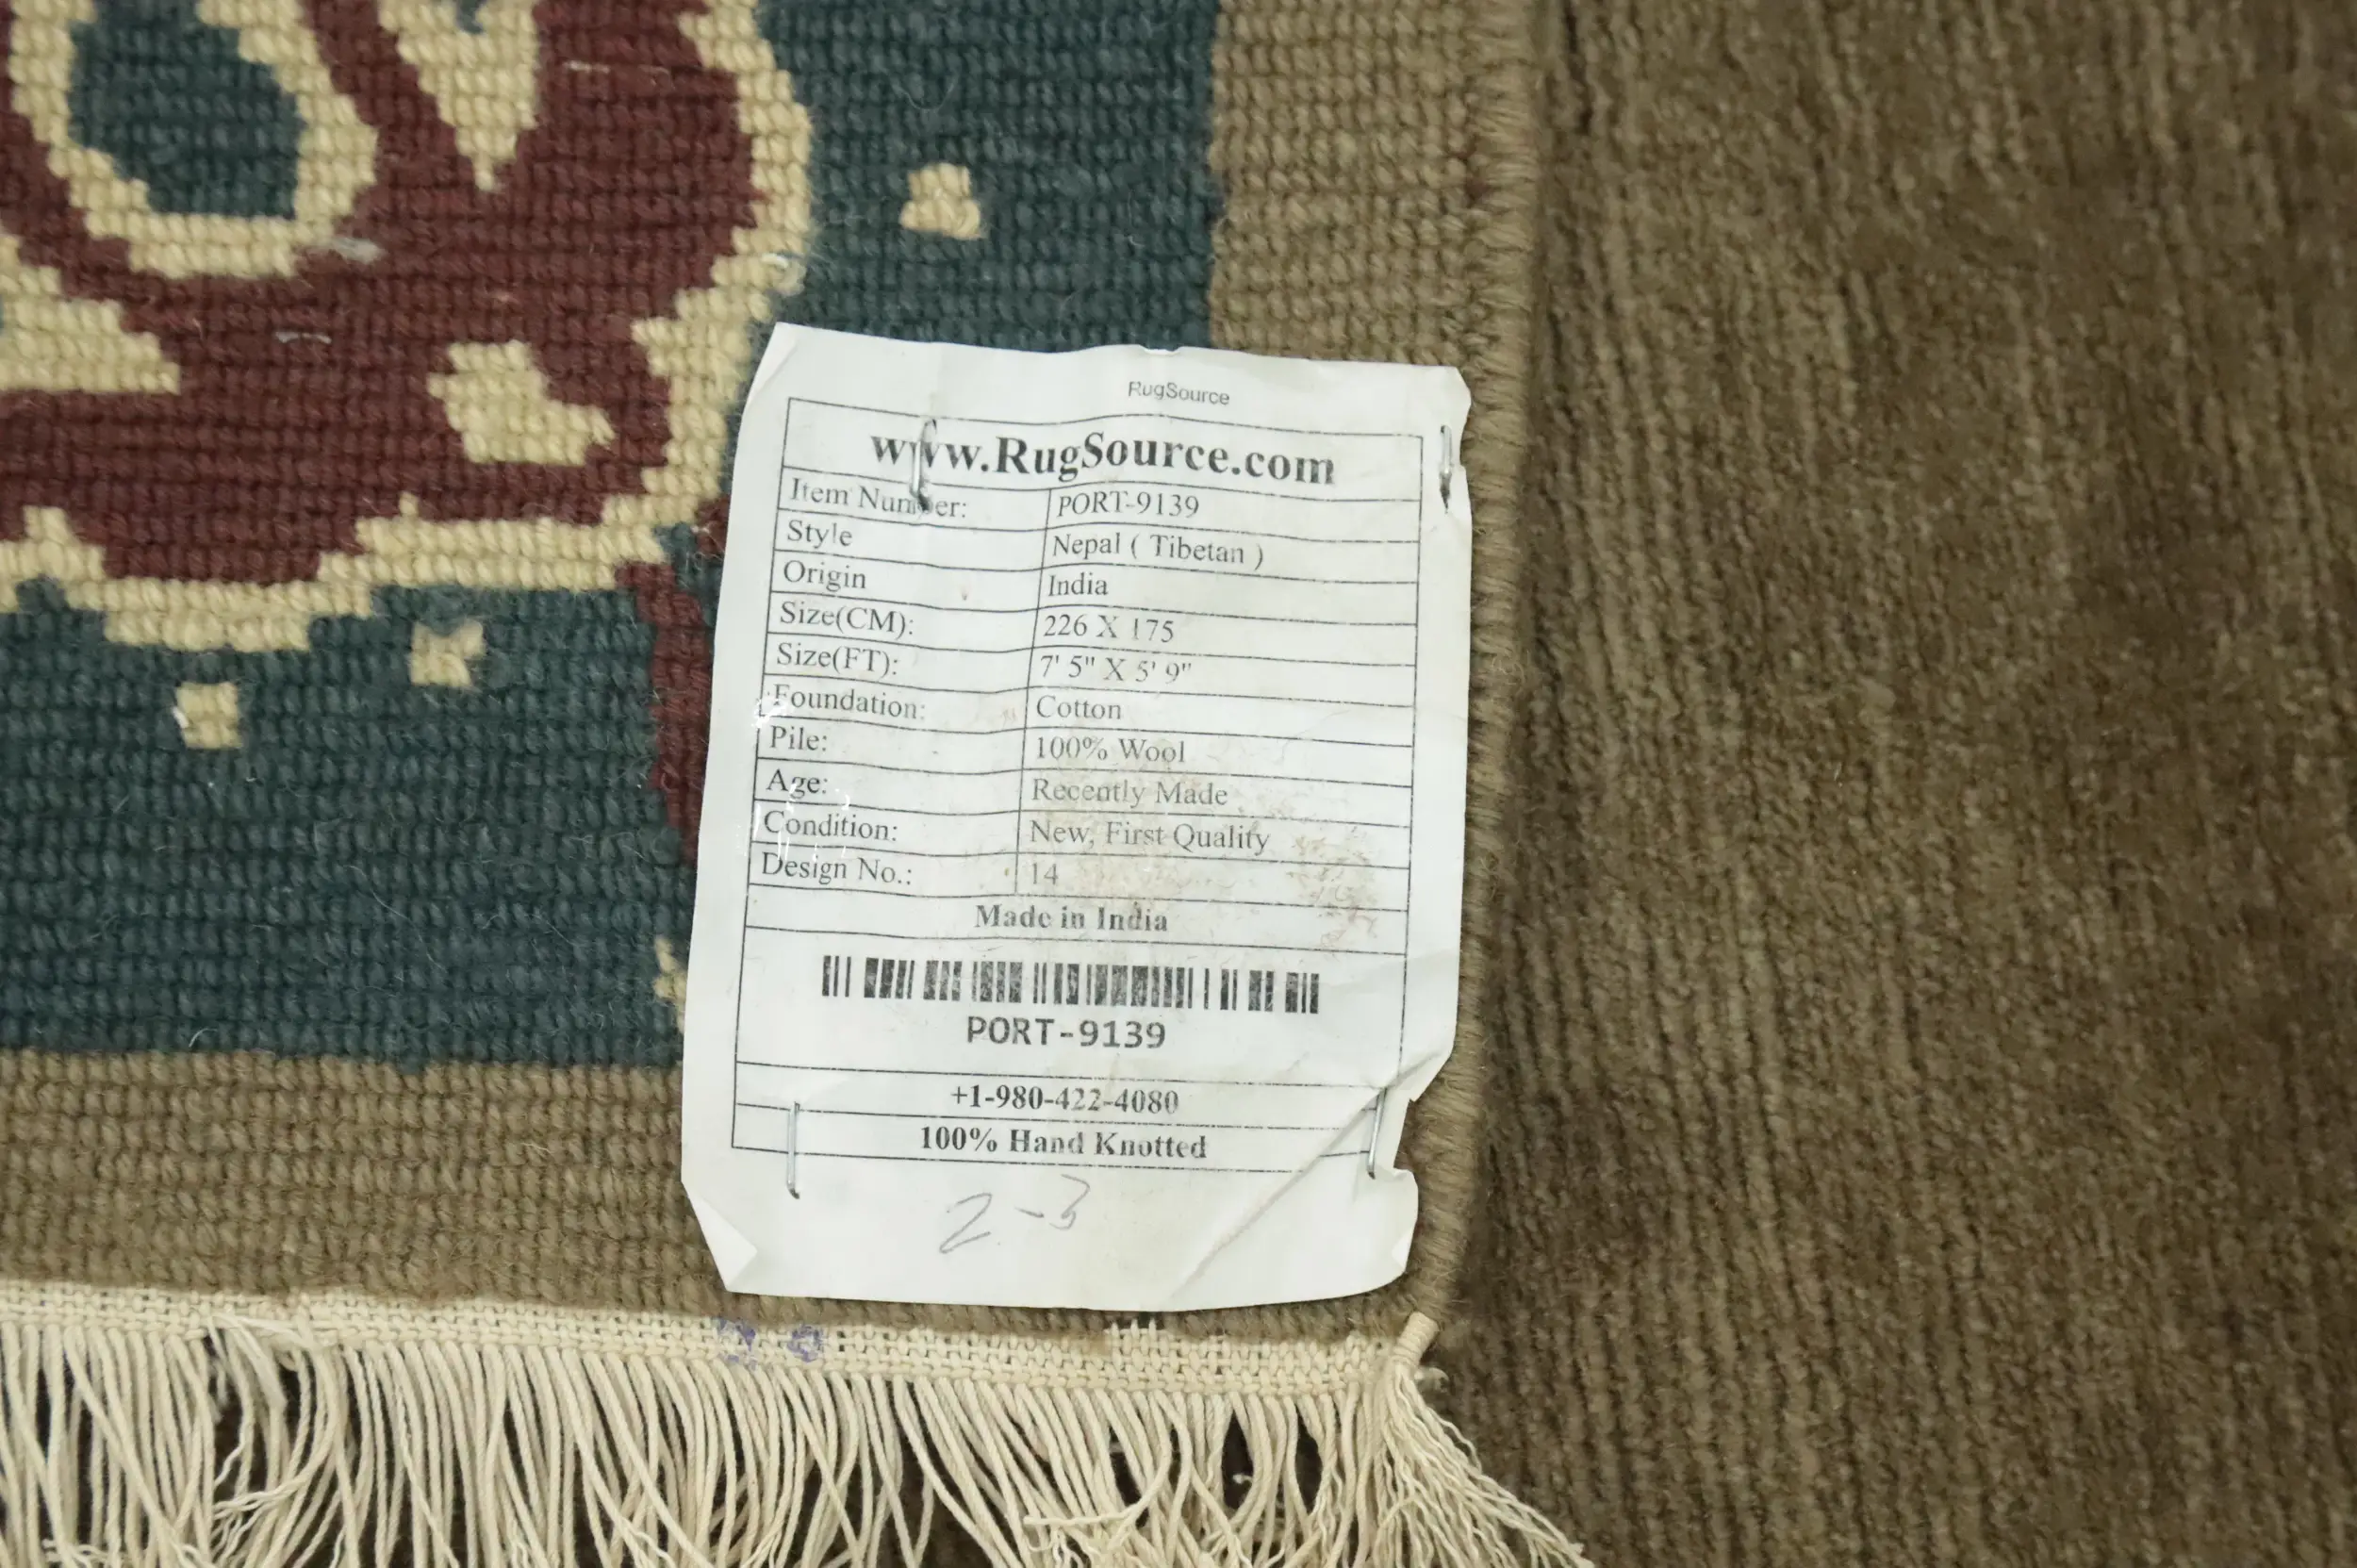 RugSource
www.RugSource.com
Item Number: PORT-9139
Style Nepal ( Tibetan )
Origin India
Size(CM): 226 X 175
Size(FT): 7' 5" X 5' 9"
Foundation: Cotton
Pile: 100% Wool
Age: Recently Made
Condition: New, First Quality
Design No.: 14
Made in India
PORT-9139
+1-980-422-4080
100% Hand Knotted
2-3